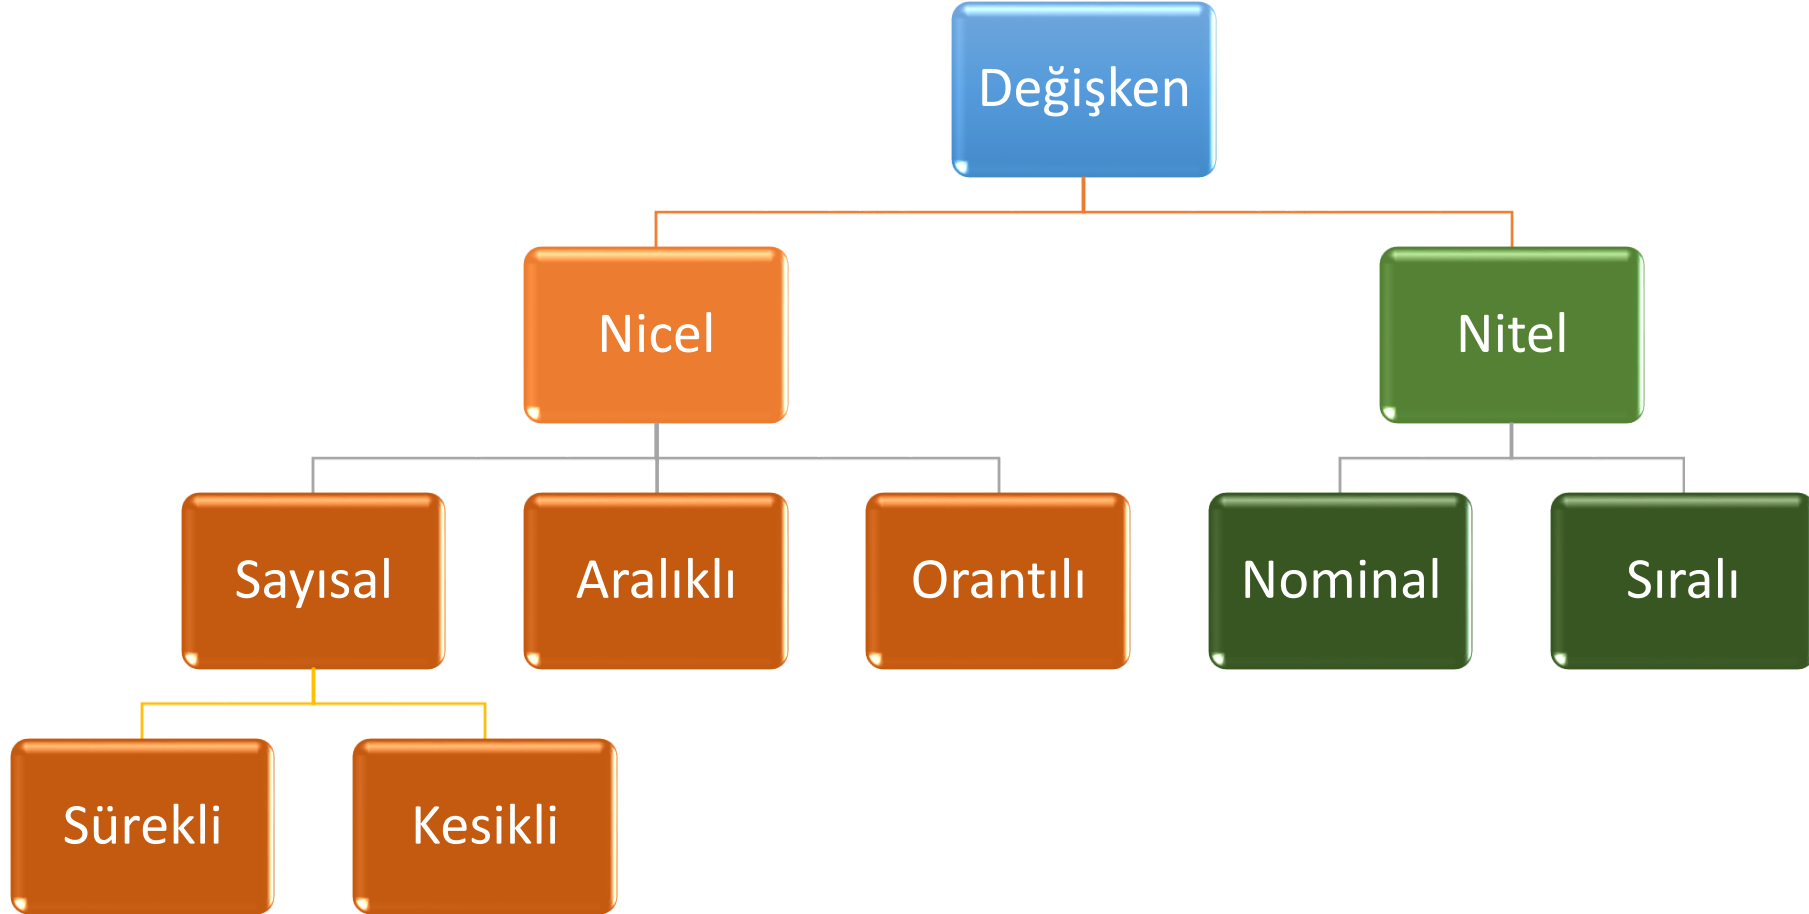 Değişken
Nicel
Nitel
Sayısal
Aralıklı
Orantılı
Nominal
Sıralı
Sürekli
Kesikli